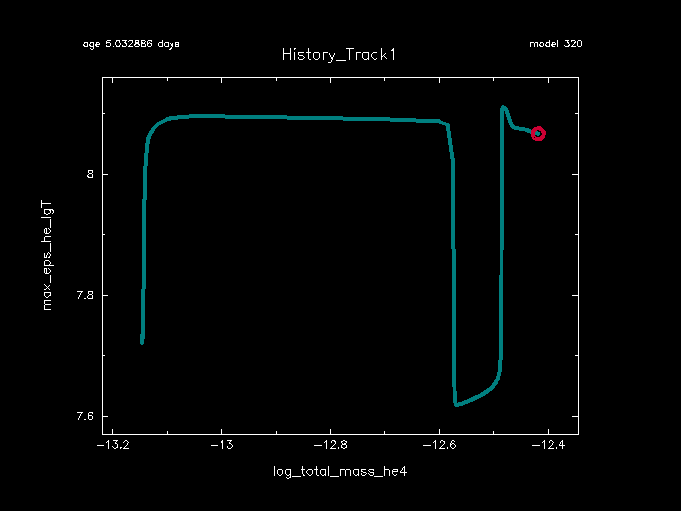 age 5.032886 days
model 320
History_Track1
8
7.8
7.6
max_eps_he_lgT
−13.2 −13 −12.8 −12.6 −12.4
log_total_mass_he4